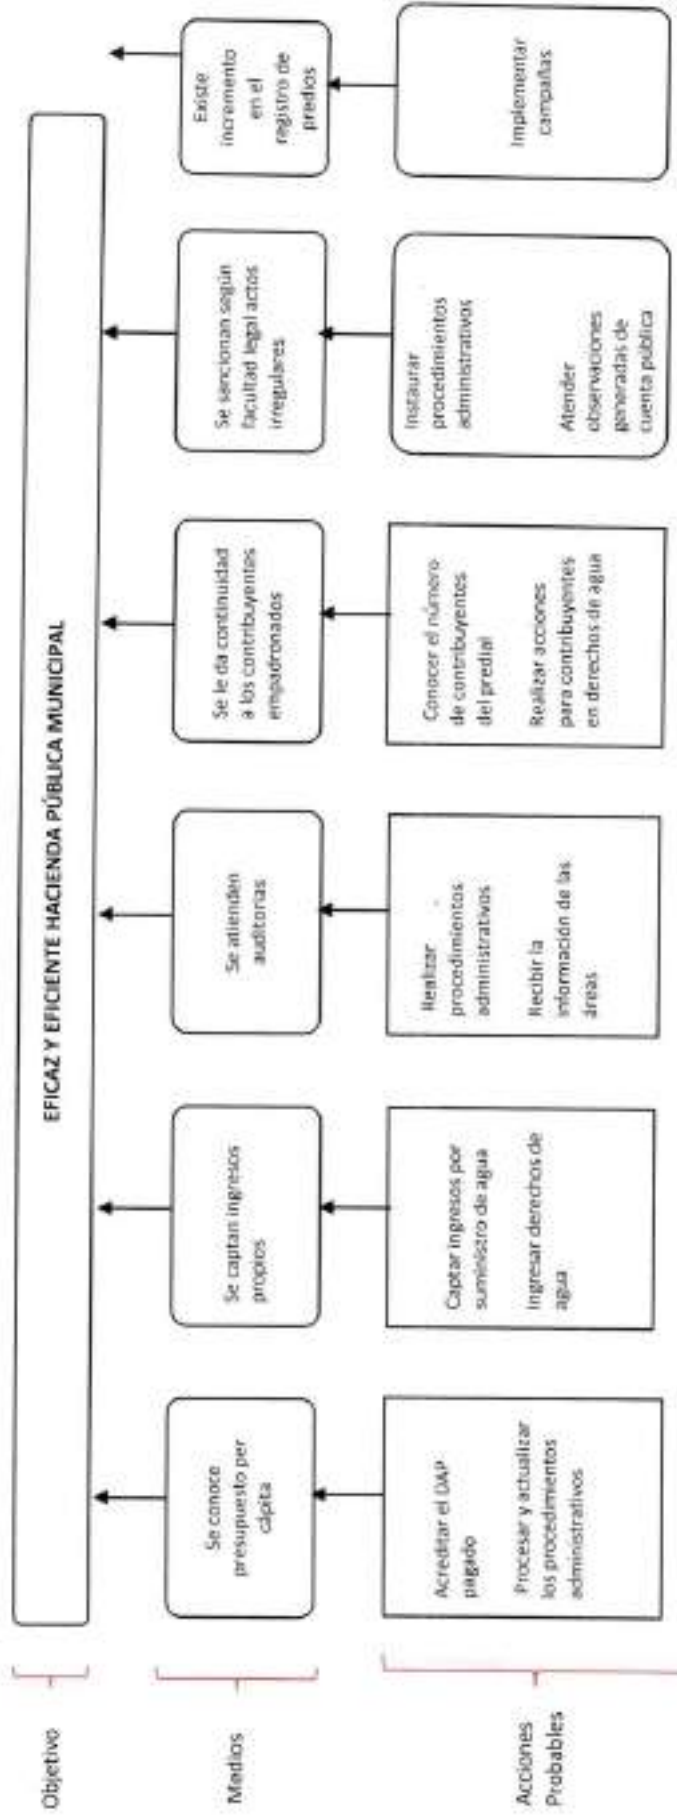 Objetivo
EFICAZ Y EFICIENTE HACIENDA PÚBLICA MUNICIPAL
Medios
Se conoce
presupuesto per
cápita
Se captan ingresos
propios
Se atienden
auditorias
Se le da continuidad
a los contribuyentes
empadronados
Se sancionan según
facultad legal actos
irregulares
Existe
incremento
en el
registro de
predios
Acciones
Probables
Acreditar el DAP
pagado
Procesar y actualizar
los procedimientos
administrativos
Captar ingresos por
suministro de agua
Ingresar derechos de
agua
Realizar
procedimientos
administrativos
Recibir la
información de las
áreas
Conocer el número
de contribuyentes
del predial
Realizar acciones
para contribuyentes
en derechos de agua
Instaurar
procedimientos
administrativos
Atender
observaciones
generadas de
cuenta pública
Implementar
campañas